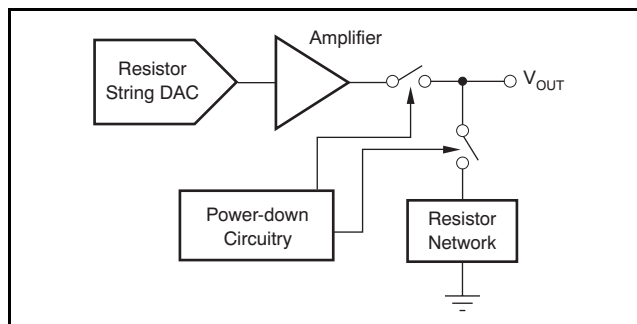 Amplifier
Resistor
String DAC
VOUT
Power-down
Circuitry
Resistor
Network